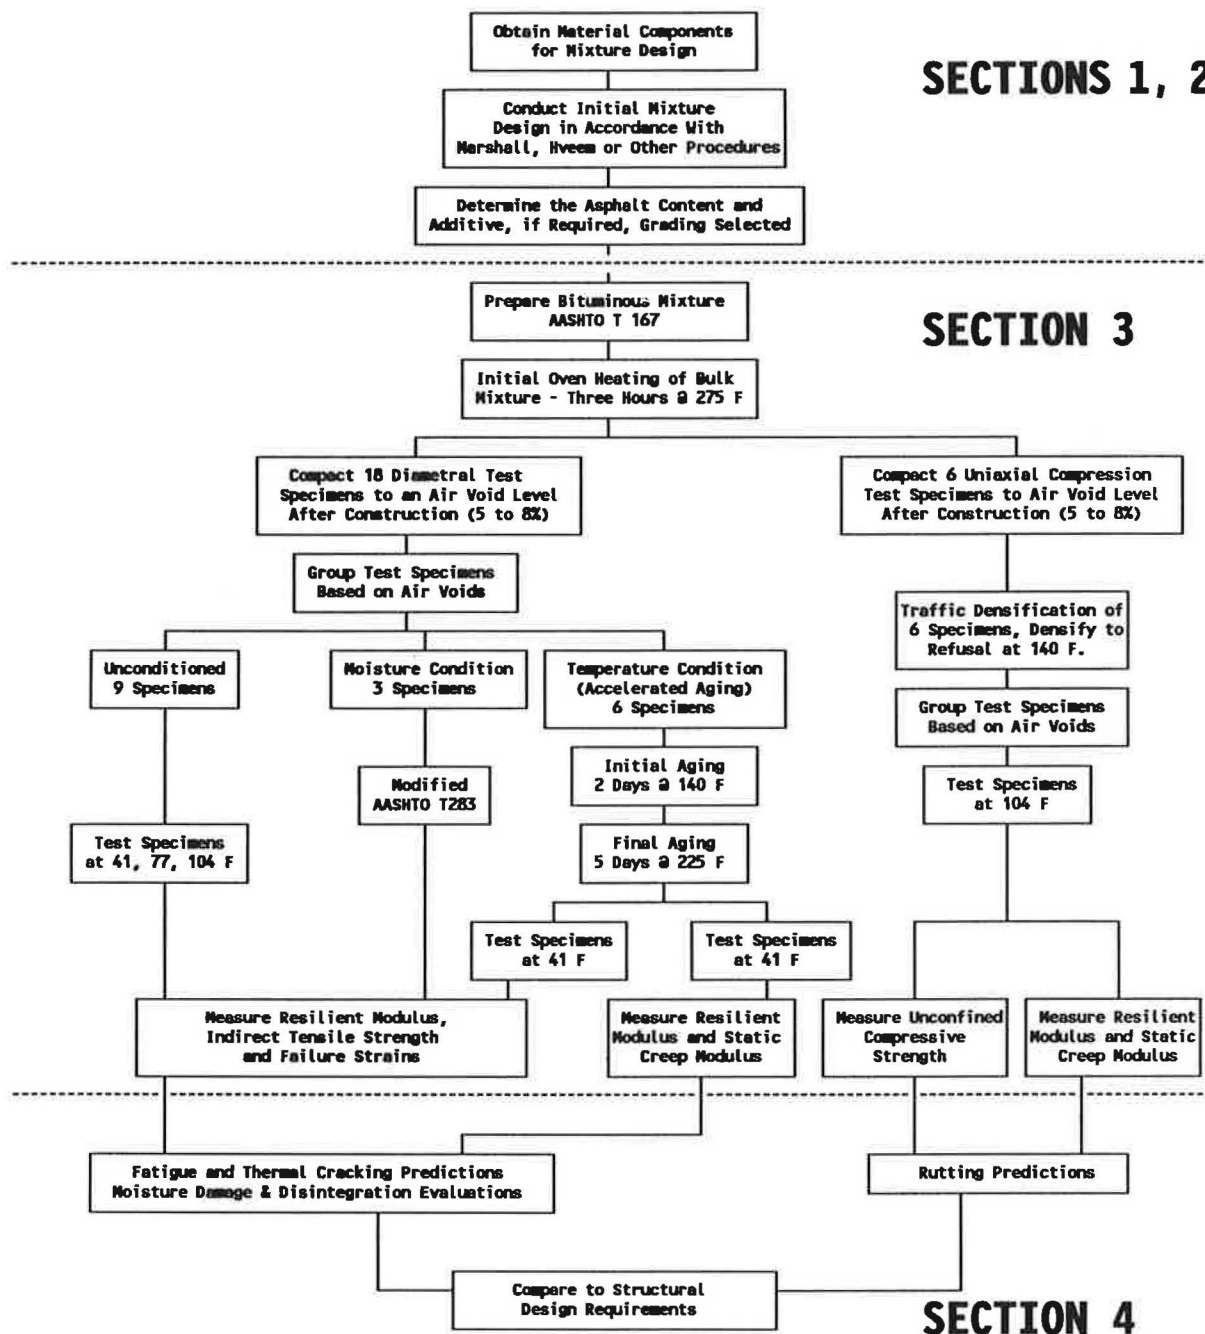 Obtain Material Components
for Mixture Design
SECTIONS 1, 2
Conduct Initial Mixture
Design in Accordance With
Marshall, Hveem or Other Procedures
Determine the Asphalt Content and
Additive, if Required, Grading Selected
Prepare Bituminous Mixture
AASHTO T 167
SECTION 3
Initial Oven Heating of Bulk
Mixture - Three Hours @ 275 F
Compact 18 Diametral Test
Specimens to an Air Void Level
After Construction (5 to 8%)
Compact 6 Uniaxial Compression
Test Specimens to Air Void Level
After Construction (5 to 8%)
Group Test Specimens
Based on Air Voids
Traffic Densification of
6 Specimens, Densify to
Refusal at 140 F.
Unconditioned
9 Specimens
Moisture Condition
3 Specimens
Temperature Condition
(Accelerated Aging)
6 Specimens
Group Test Specimens
Based on Air Voids
Initial Aging
2 Days @ 140 F
Modified
AASHTO T283
Test Specimens
at 104 F
Test Specimens
at 41, 77, 104 F
Final Aging
5 Days @ 225 F
Test Specimens
at 41 F
Test Specimens
at 41 F
Measure Resilient Modulus,
Indirect Tensile Strength
and Failure Strains
Measure Resilient
Modulus and Static
Creep Modulus
Measure Unconfined
Compressive
Strength
Measure Resilient
Modulus and Static
Creep Modulus
Fatigue and Thermal Cracking Predictions
Moisture Damage & Disintegration Evaluations
Rutting Predictions
Compare to Structural
Design Requirements
SECTION 4